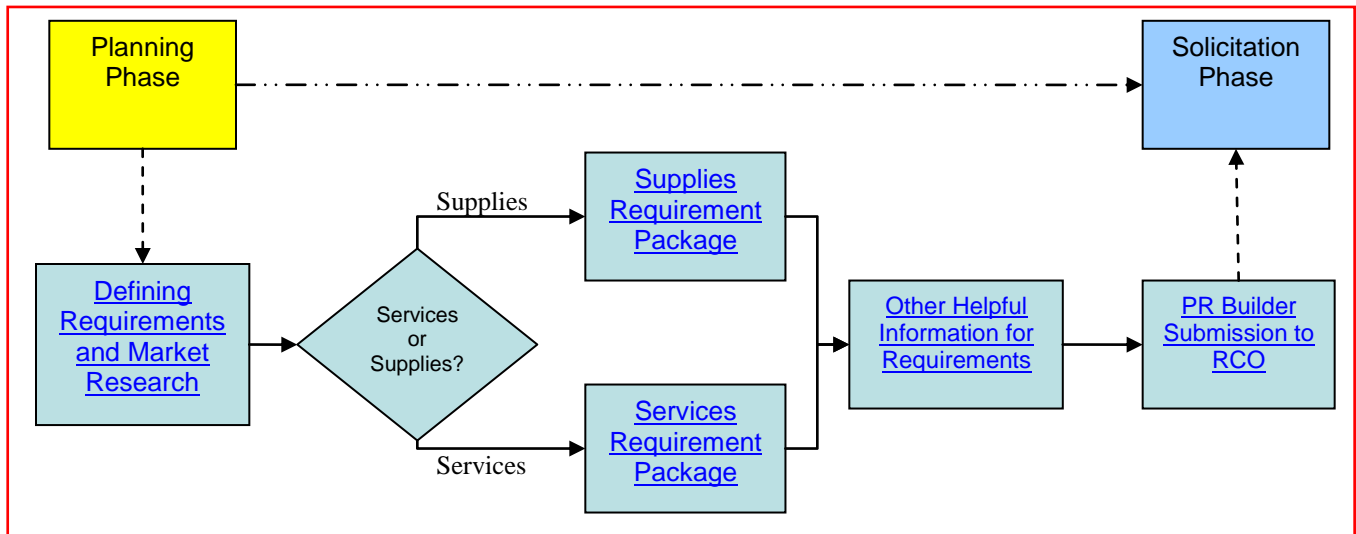 Planning
Phase
Solicitation
Phase
Defining
Requirements
and Market
Research
Services
or
Supplies?
Supplies
Services
Supplies
Requirement
Package
Services
Requirement
Package
Other Helpful
Information for
Requirements
PR Builder
Submission to
RCO